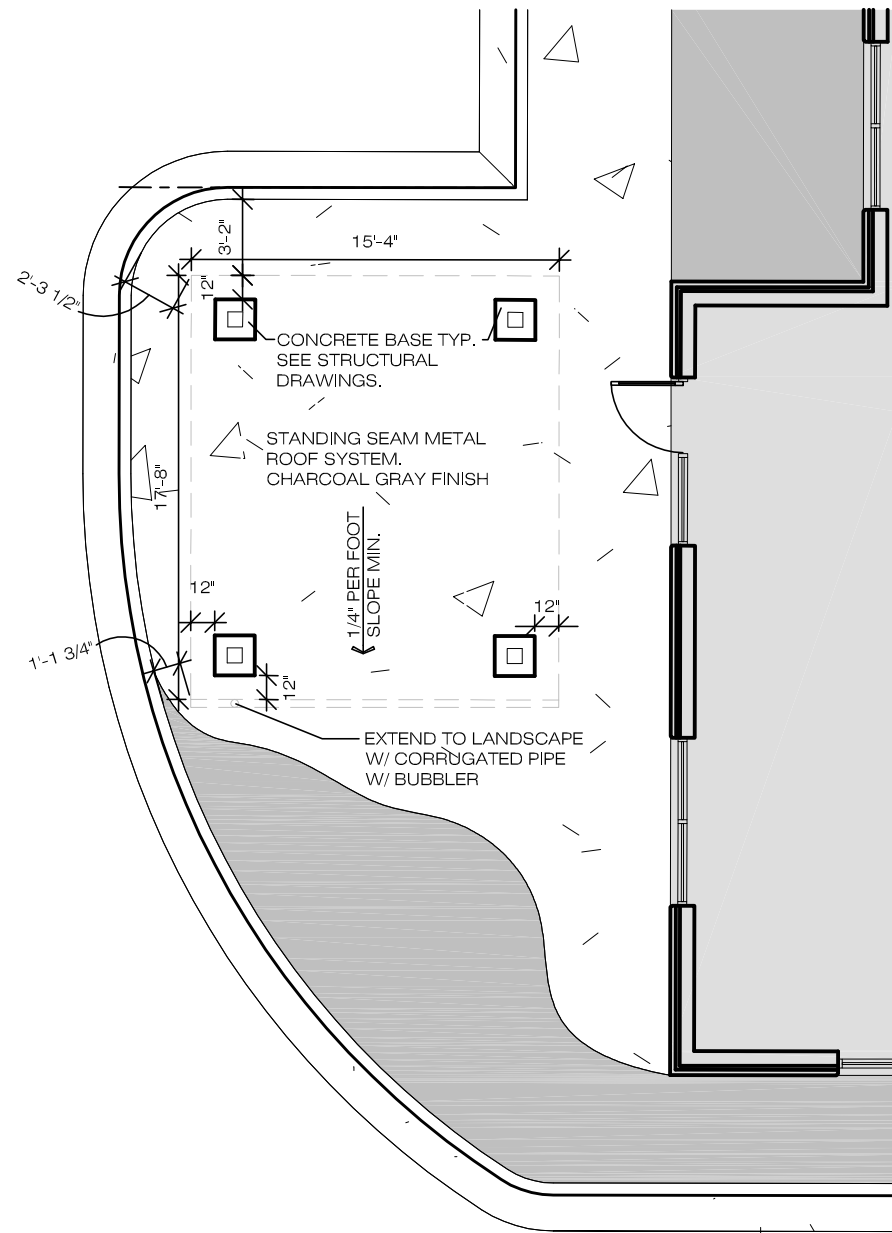 3'-2"
15'-4"
2'-3 1/2"
12"
CONCRETE BASE TYP.
SEE STRUCTURAL
DRAWINGS.
STANDING SEAM METAL
ROOF SYSTEM.
CHARCOAL GRAY FINISH
17'-8"
1/4" PER FOOT
SLOPE MIN.
12"
12"
1'-1 3/4"
12"
EXTEND TO LANDSCAPE
W/ CORRUGATED PIPE
W/ BUBBLER